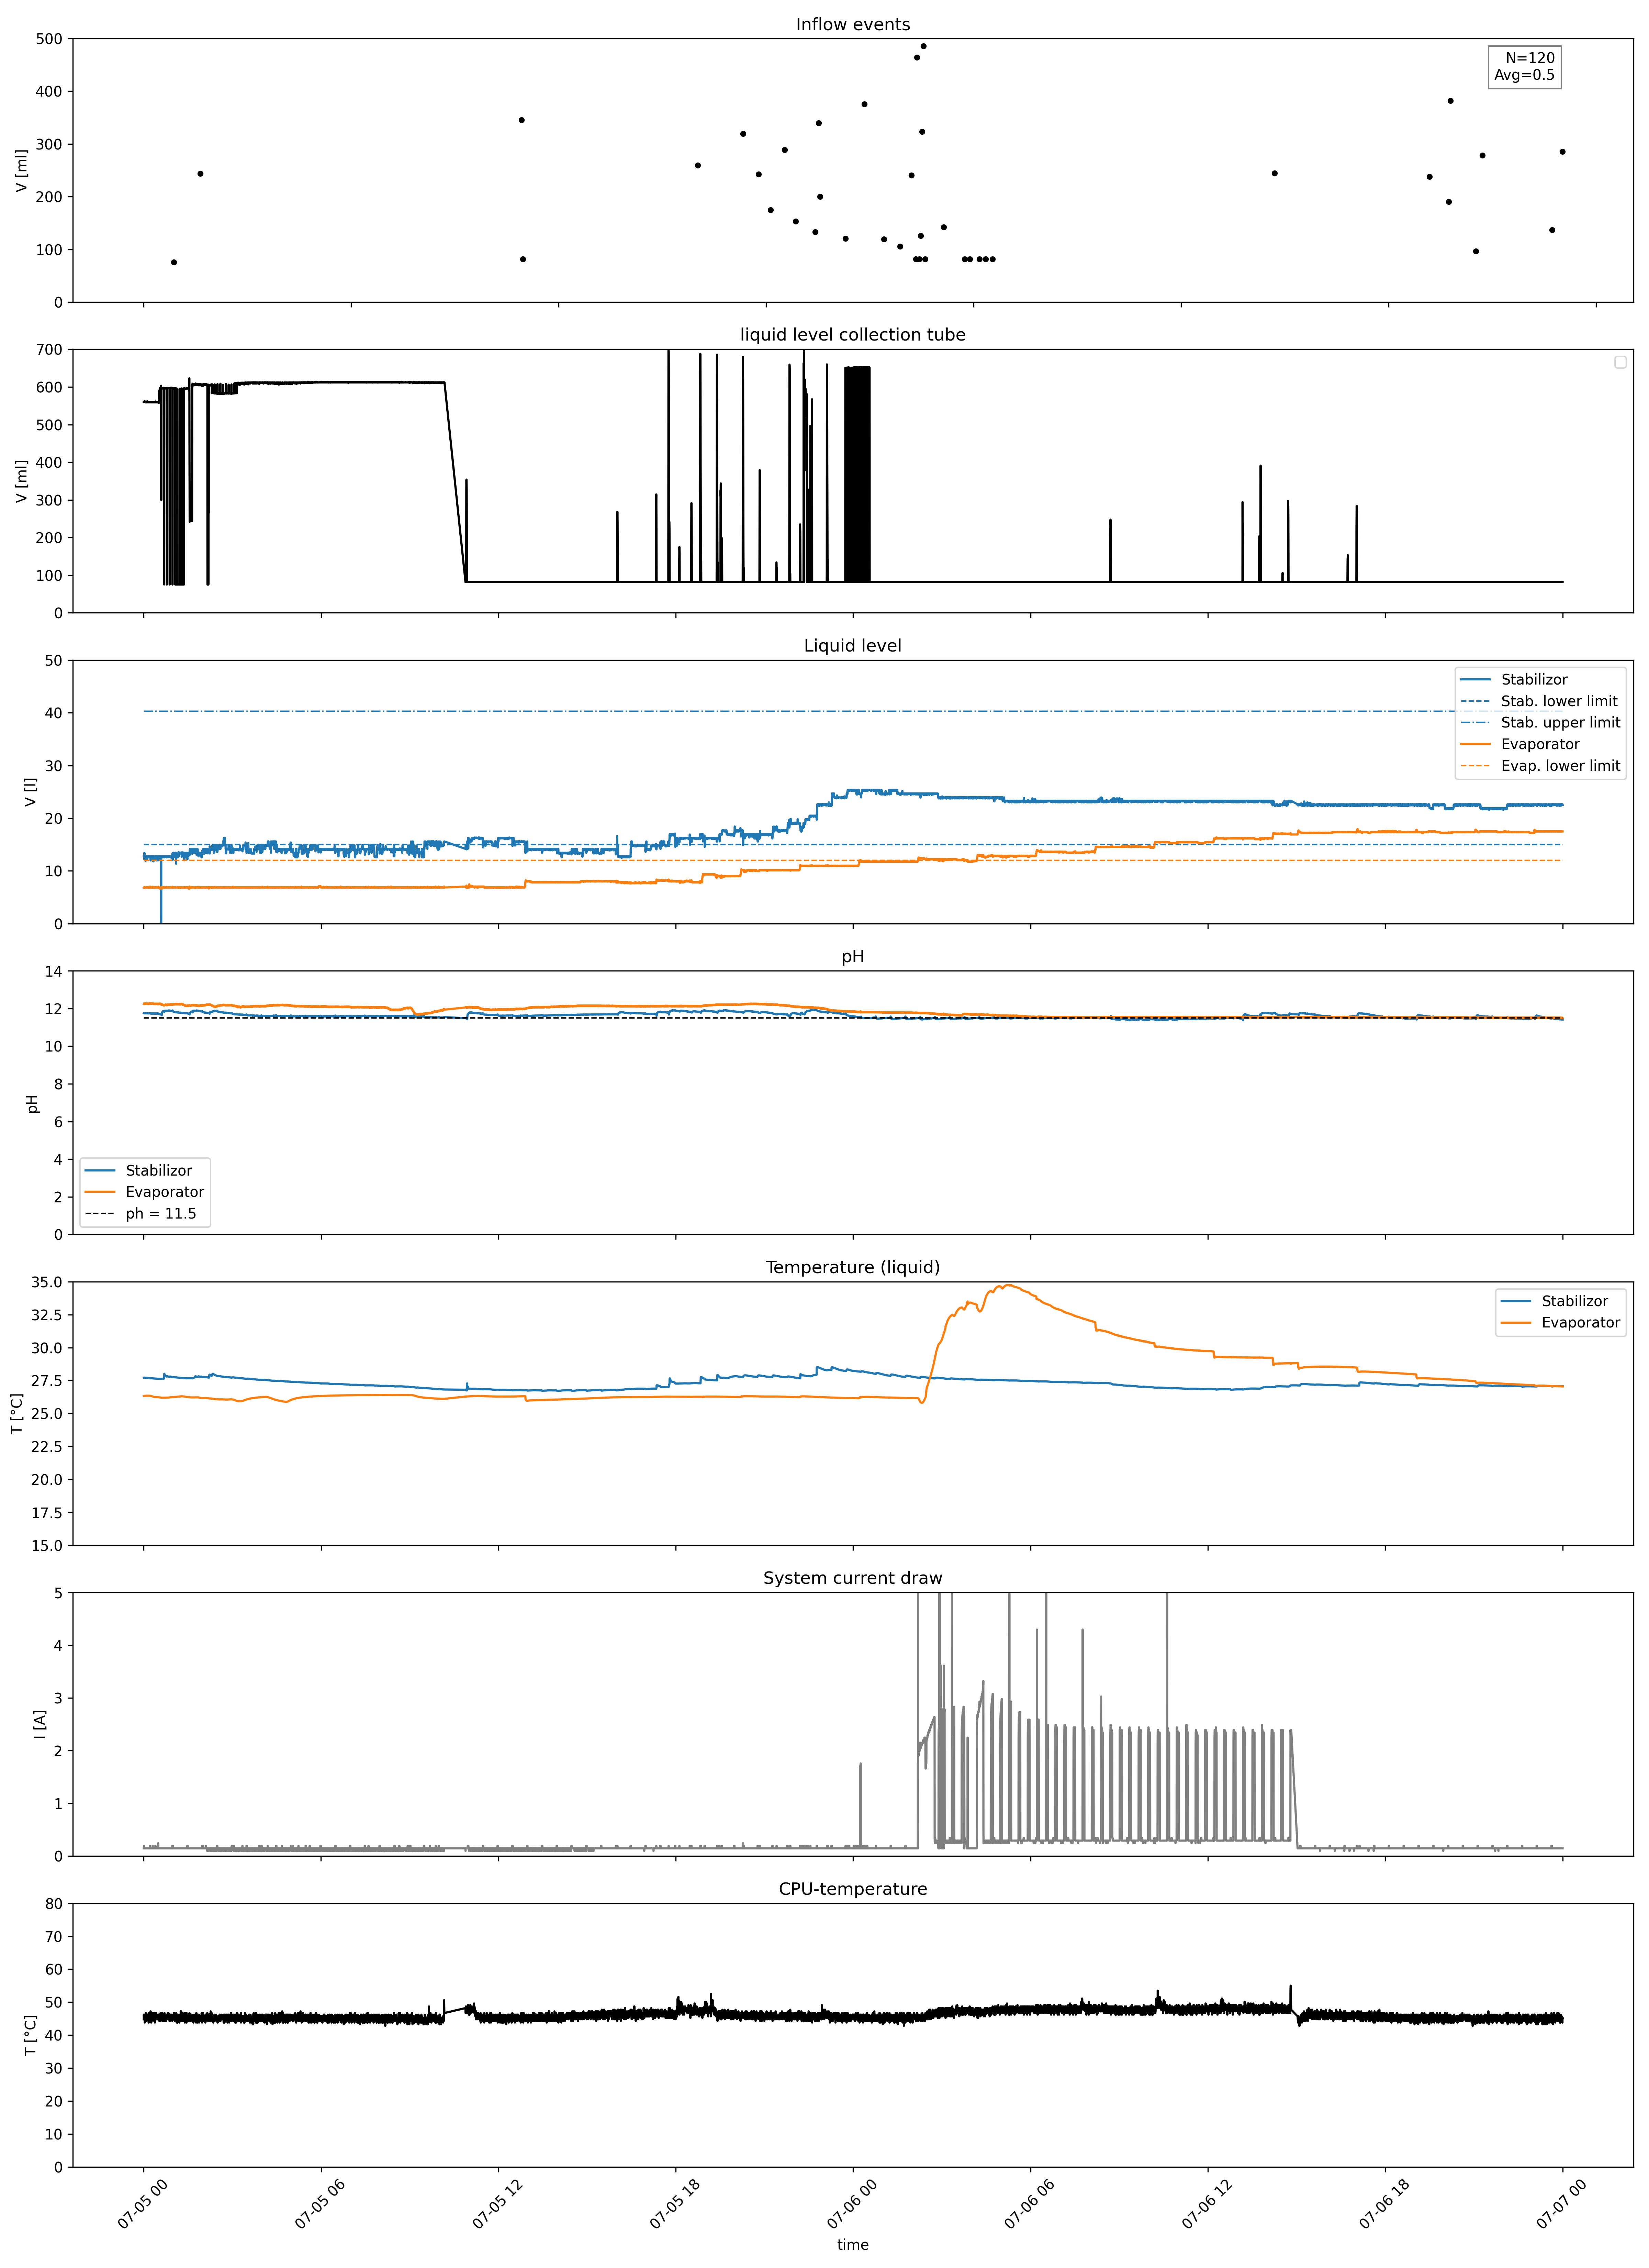 Inflow events
500
400
300
200
100
0
V [ml]
N=120
Avg=0.5
liquid level collection tube
700
600
500
400
300
200
100
0
V [ml]
Liquid level
50
40
30
20
10
0
V [l]
Stabilizor
Stab. lower limit
Stab. upper limit
Evaporator
Evap. lower limit
pH
14
12
10
8
6
4
2
0
pH
Stabilizor
Evaporator
ph = 11.5
Temperature (liquid)
35.0
32.5
30.0
27.5
25.0
22.5
20.0
17.5
15.0
T [°C]
Stabilizor
Evaporator
System current draw
5
4
3
2
1
0
I [A]
CPU-temperature
80
70
60
50
40
30
20
10
0
T [°C]
07-05 00
07-05 06
07-05 12
07-05 18
07-06 00
07-06 06
07-06 12
07-06 18
07-07 00
time